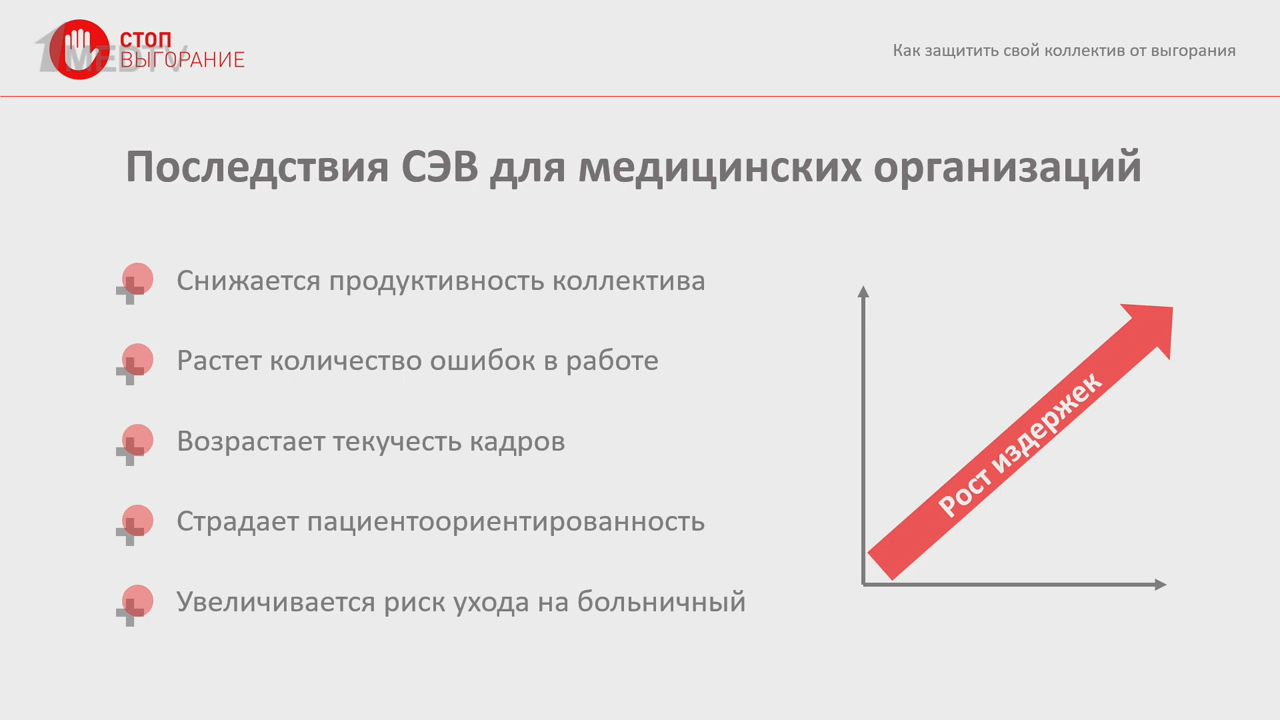 СТОП
ВЫГОРАНИЕ
1MEDTV
Как защитить свой коллектив от выгорания
Последствия СЭВ для медицинских организаций
Снижается продуктивность коллектива
Растет количество ошибок в работе
Возрастает текучесть кадров
Страдает пациентоориентированность
Увеличивается риск ухода на больничный
Рост издержек